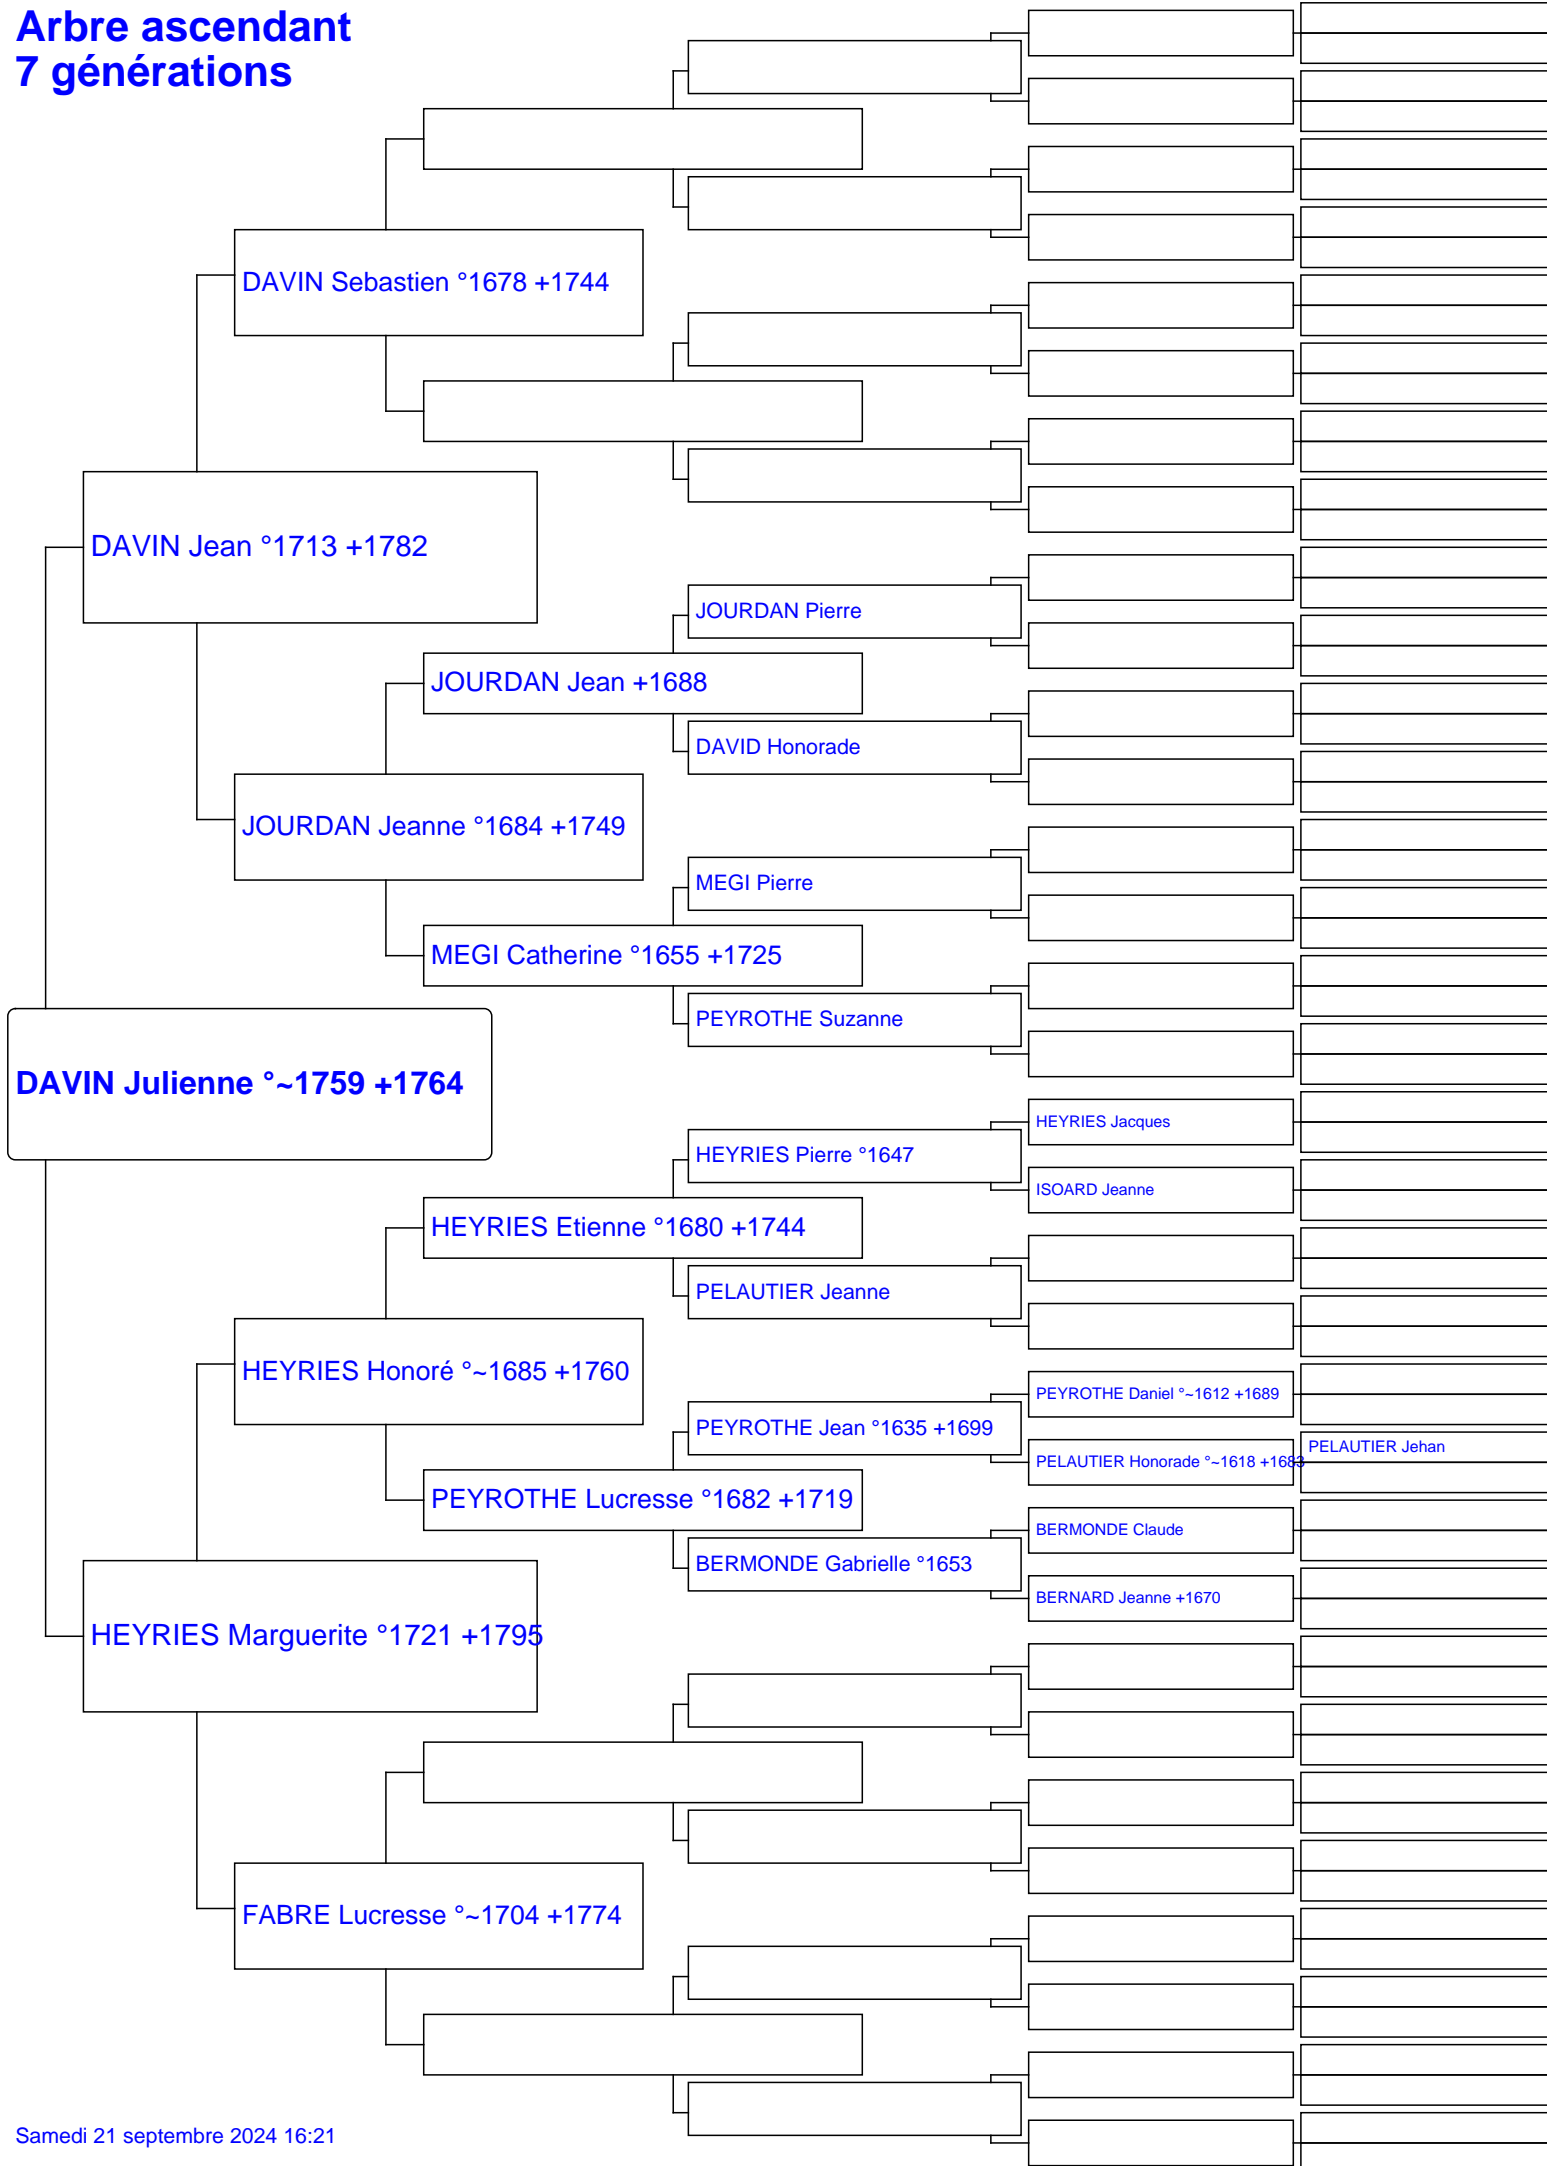 Arbre ascendant
7 générations
DAVIN Sebastien °1678 +1744
DAVIN Jean °1713 +1782
JOURDAN Pierre
JOURDAN Jean +1688
DAVID Honorade
JOURDAN Jeanne °1684 +1749
MEGI Pierre
MEGI Catherine °1655 +1725
PEYROTHE Suzanne
DAVIN Julienne °~1759 +1764
HEYRIES Jacques
HEYRIES Pierre °1647
ISOARD Jeanne
HEYRIES Etienne °1680 +1744
PELAUTIER Jeanne
HEYRIES Honoré °~1685 +1760
PEYROTHE Daniel °~1612 +1689
PEYROTHE Jean °1635 +1699
PELAUTIER Jehan
PELAUTIER Honorade °~1618 +1683
PEYROTHE Lucresse °1682 +1719
BERMONDE Claude
BERMONDE Gabrielle °1653
BERNARD Jeanne +1670
HEYRIES Marguerite °1721 +1795
FABRE Lucresse °~1704 +1774
Samedi 21 septembre 2024 16:21